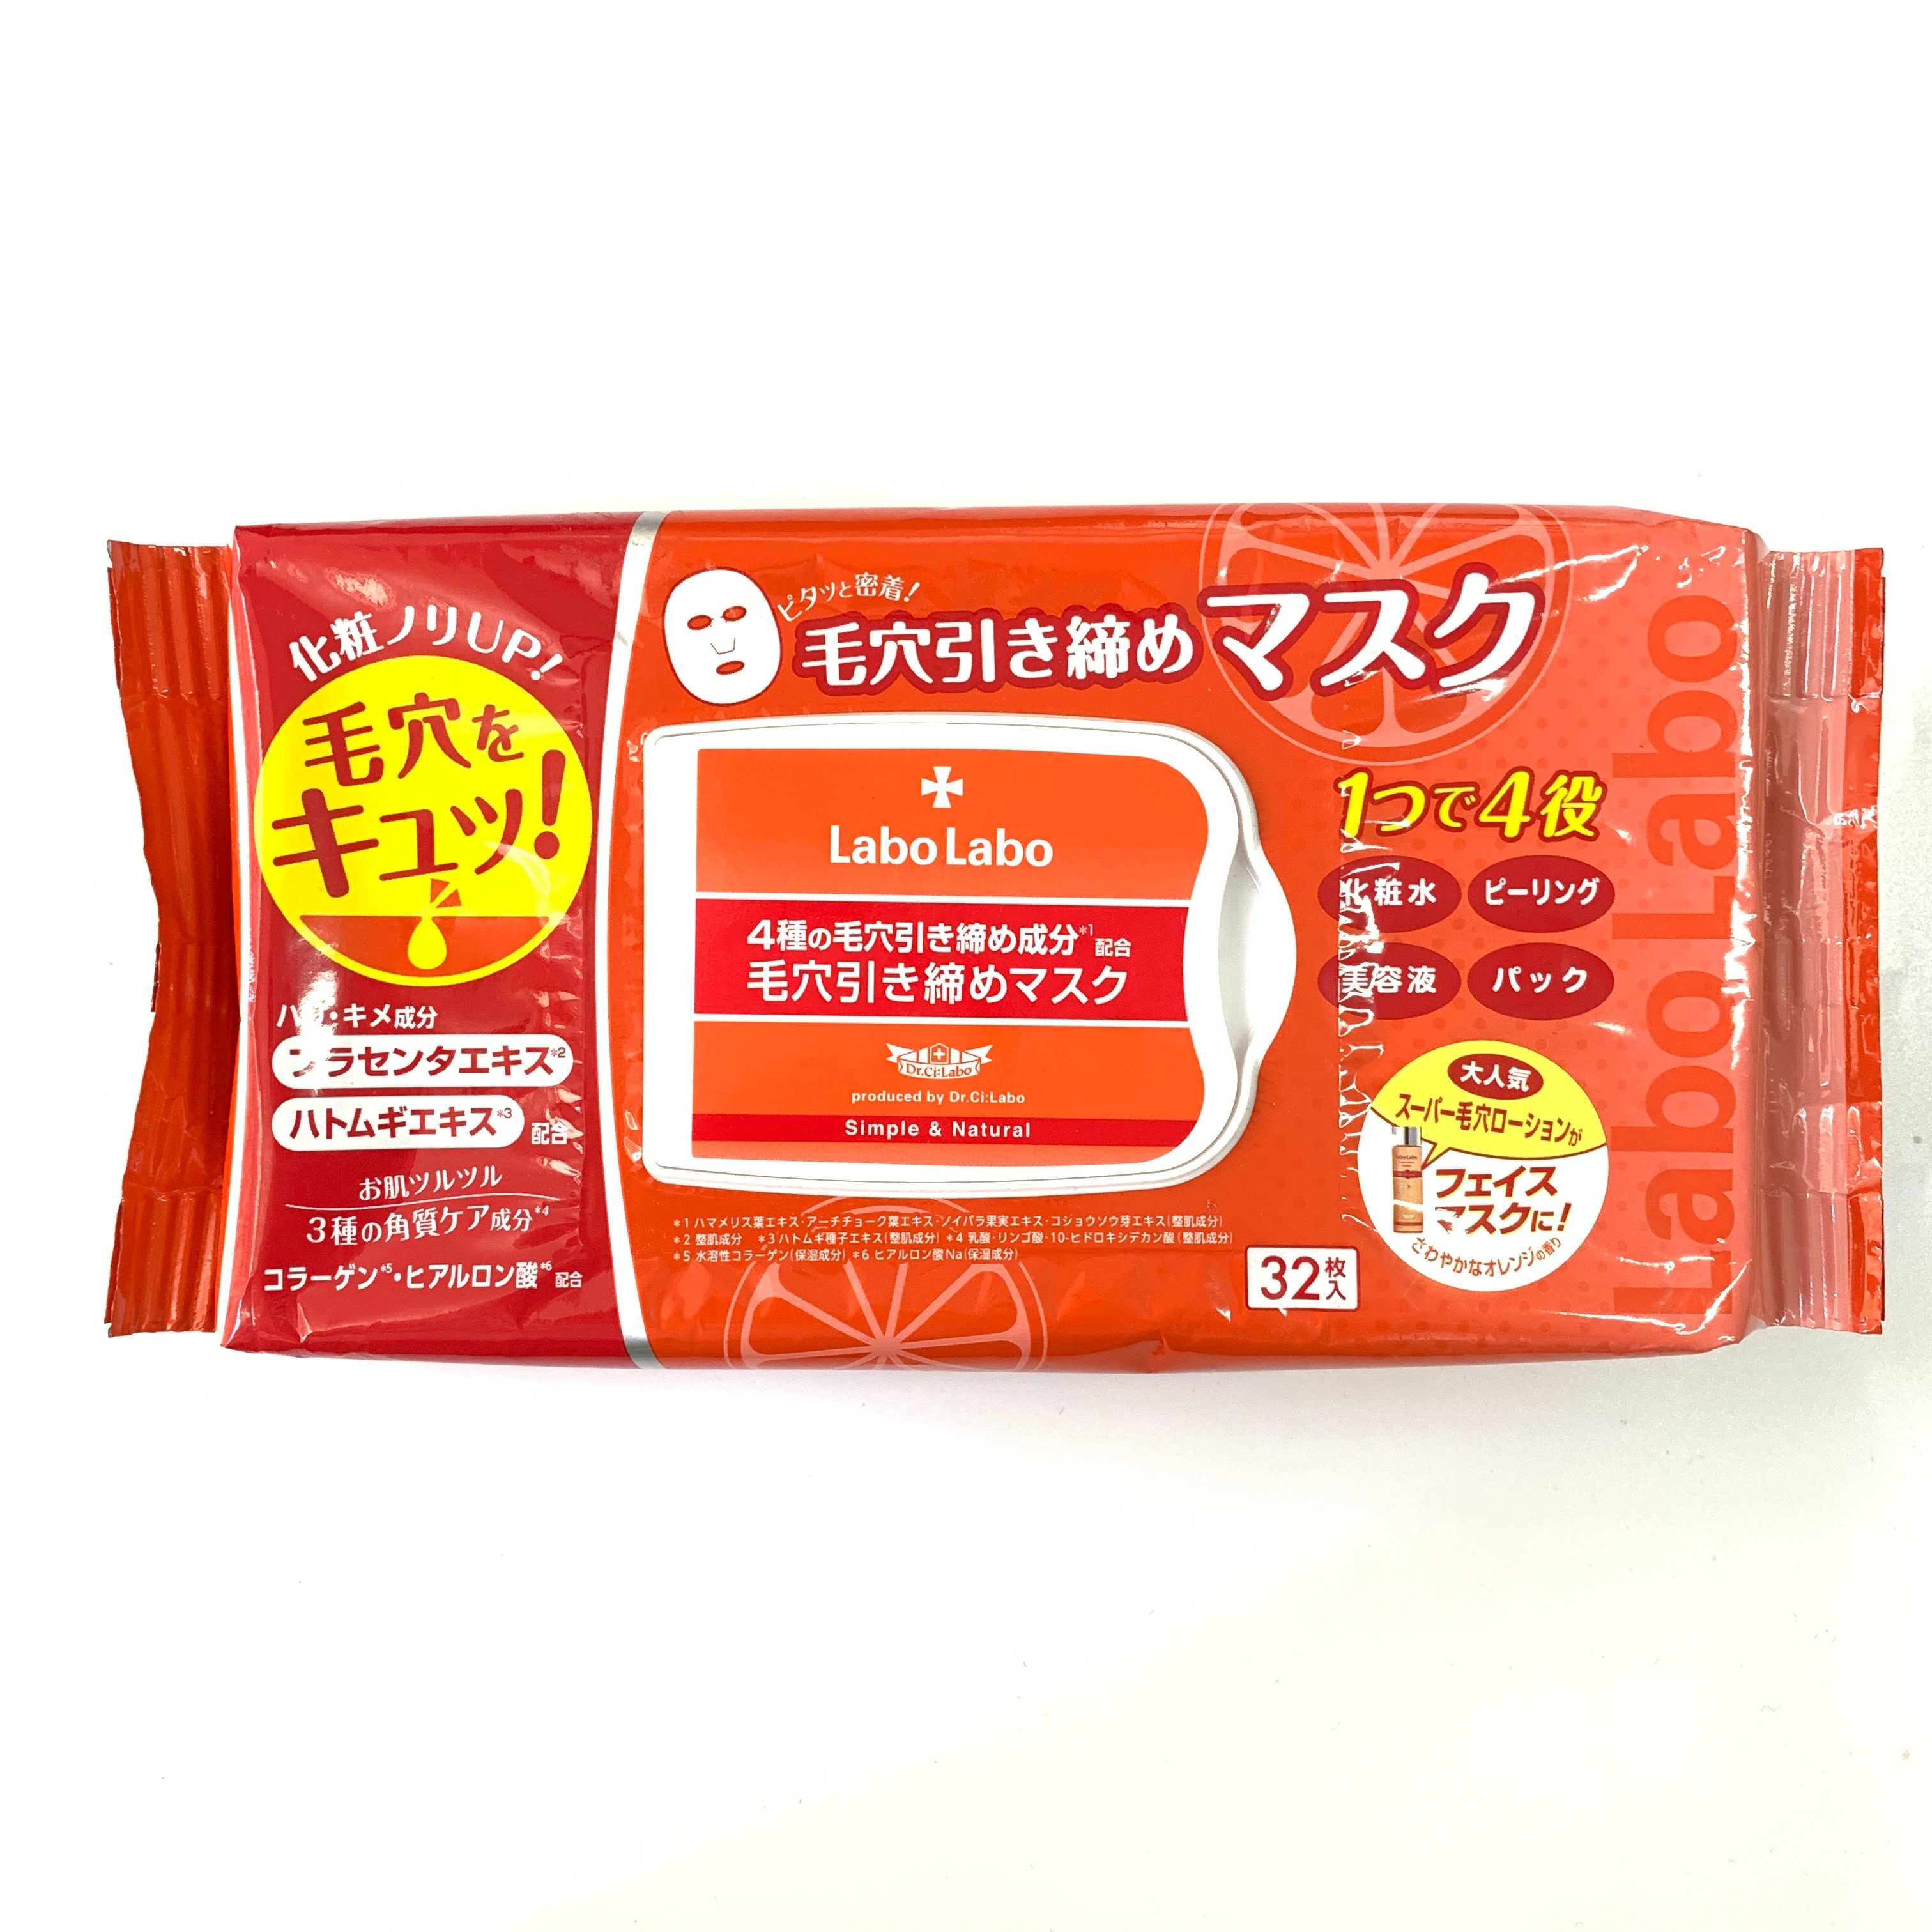 化粧ノリUP!
毛穴を
キュッ!
キメ成分
プラセンタエキス*2
ハトムギエキス*3
配合
お肌ツルツル
3種の角質ケア成分*4
コラーゲン*5・ヒアルロン酸*6 配合
ピタッと密着!
毛穴引き締めマスク
Labo Labo
4種の毛穴引き締め成分*1配合
毛穴引き締めマスク
Dr.Ci:Labo
produced by Dr.Ci:Labo
Simple & Natural
*1 ハマメリス葉エキス・アーチチョーク葉エキス・ノイバラ果実エキス・コショウソウ芽エキス(整肌成分)
*2 整肌成分 *3 ハトムギ種子エキス(整肌成分) *4 乳酸・リンゴ酸・10-ヒドロキシデカン酸(整肌成分)
*5 水溶性コラーゲン(保湿成分) *6 ヒアルロン酸Na(保湿成分)
1つで4役
化粧水 ピーリング
美容液 パック
大人気
スーパー毛穴ローションが
フェイス
マスクに!
さわやかなオレンジの香り
32枚入
Labo Labo